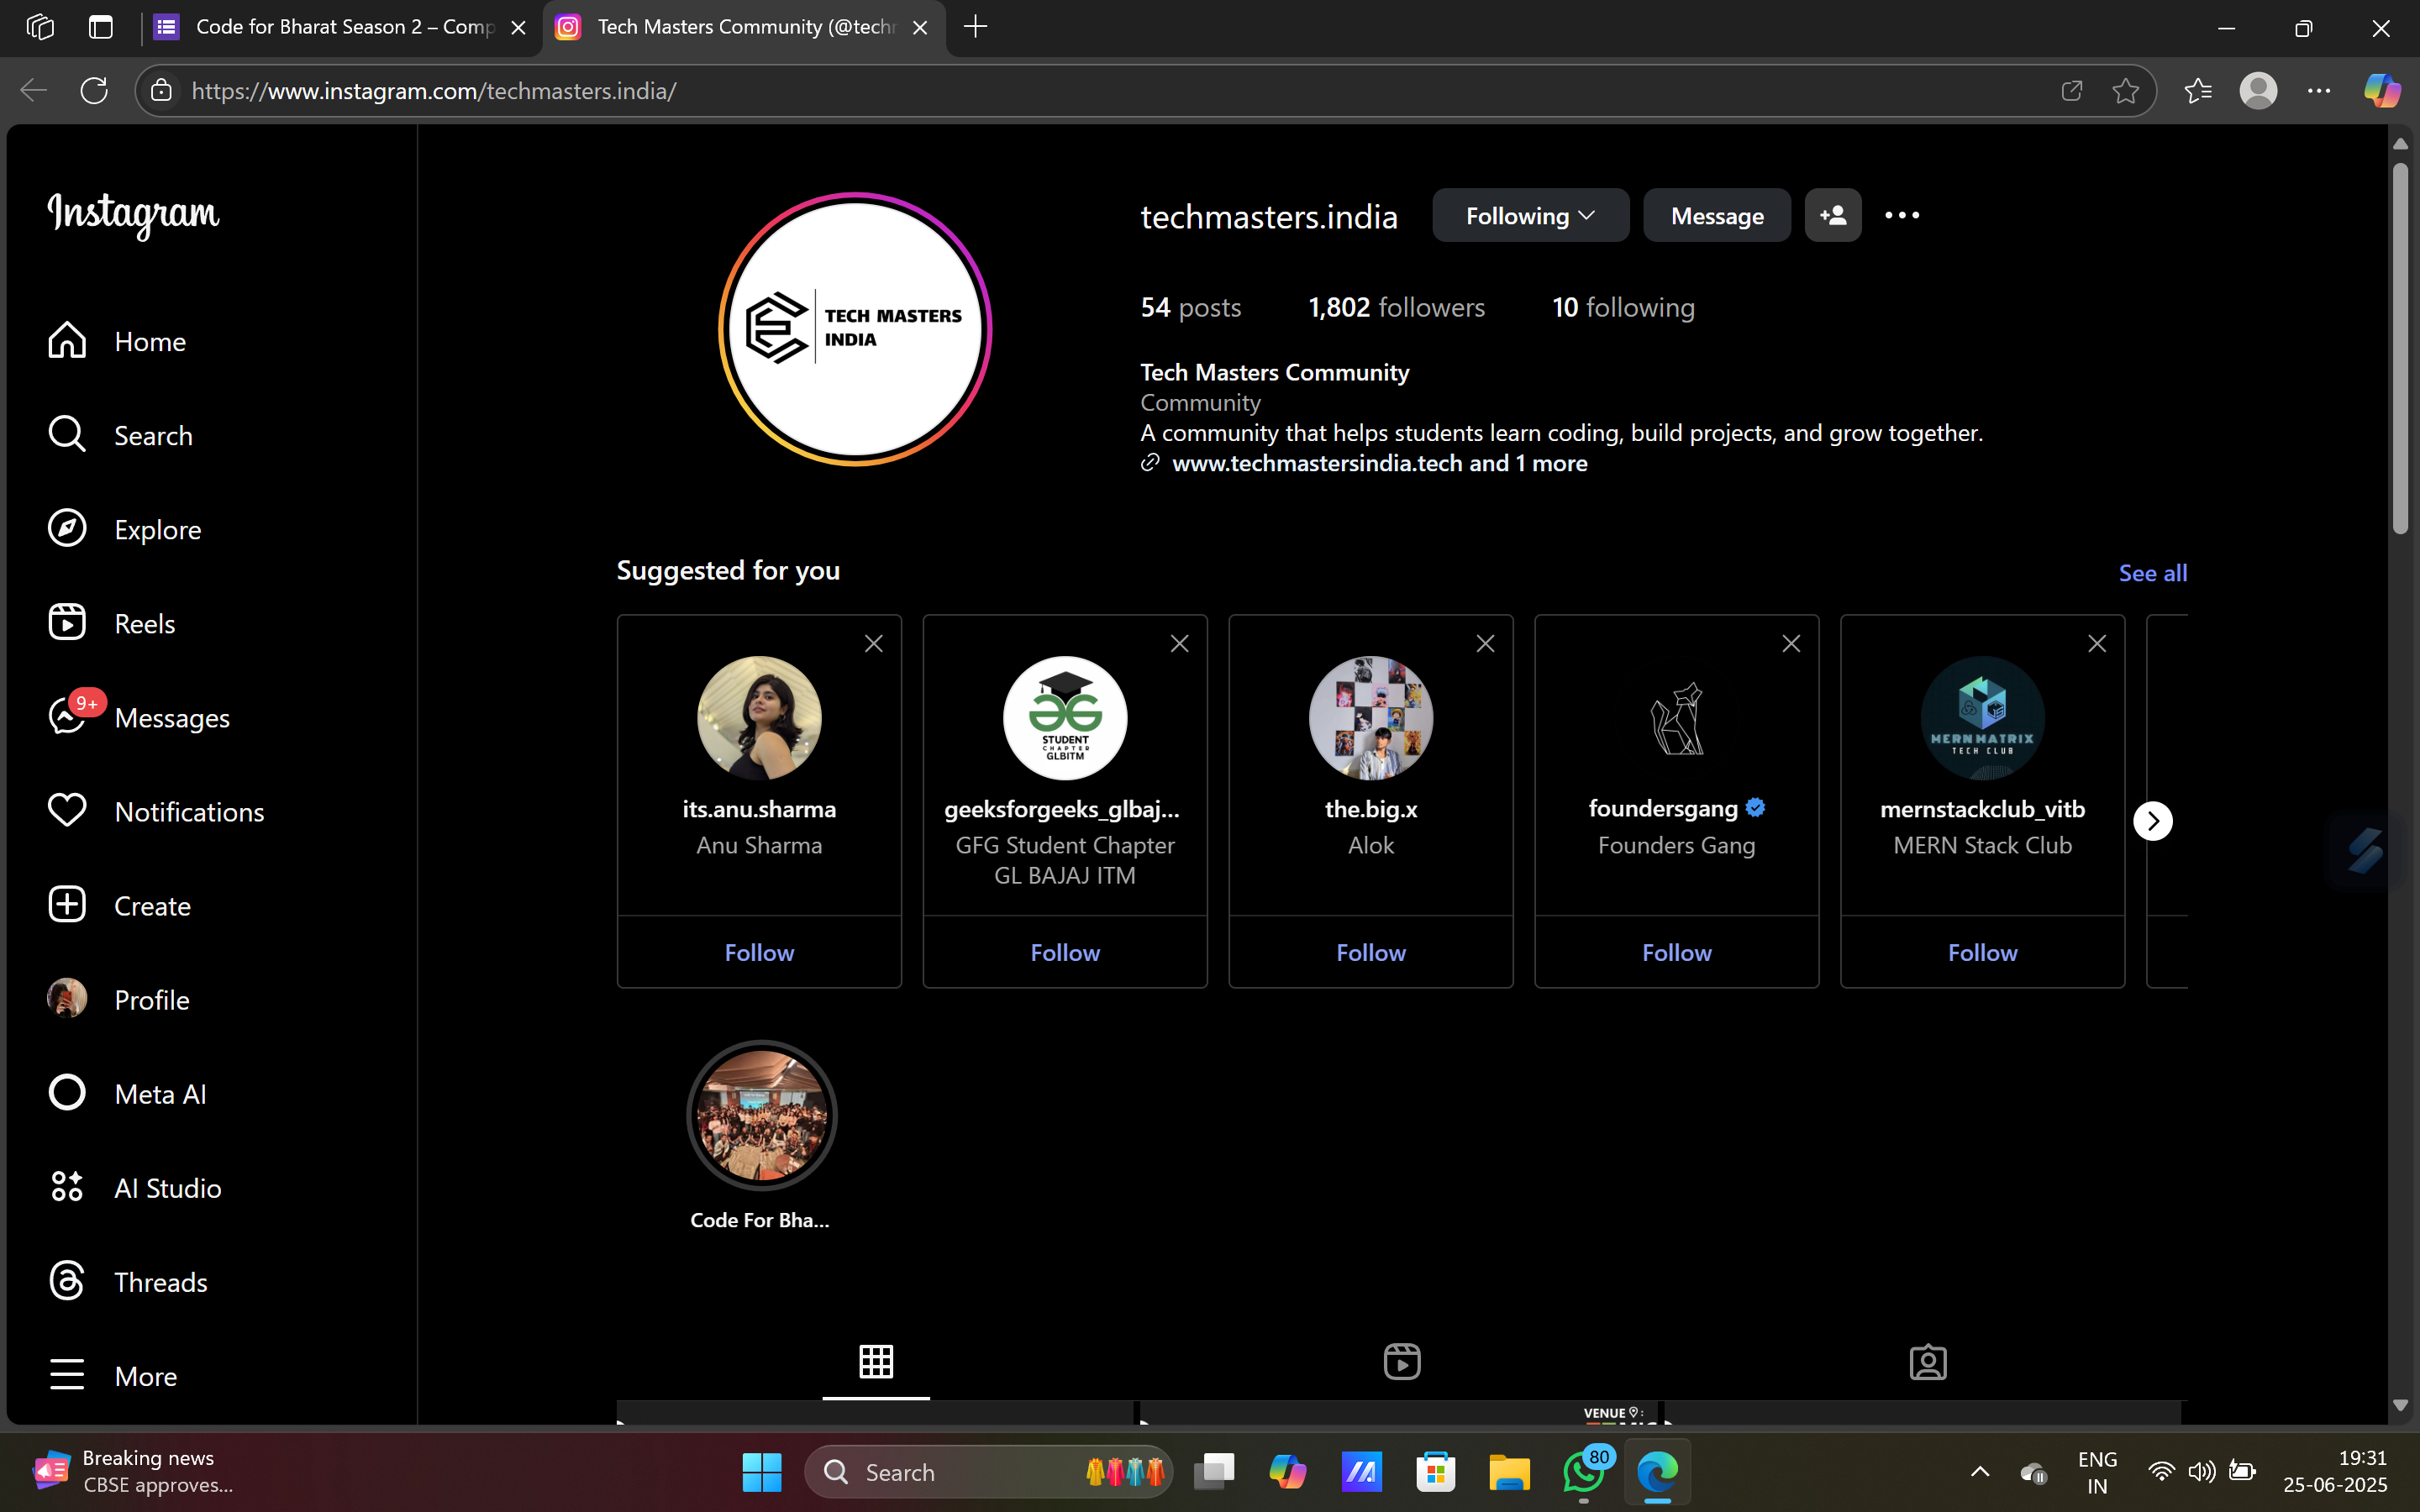 Code for Bharat Season 2 – Comp
Tech Masters Community (@techn
https://www.instagram.com/techmasters.india/
Instagram
Home
Search
Explore
Reels
9+
Messages
Notifications
Create
Profile
Meta AI
AI Studio
Threads
More
TECH MASTERS
INDIA
techmasters.india
Following
Message
54 posts
1,802 followers
10 following
Tech Masters Community
Community
A community that helps students learn coding, build projects, and grow together.
www.techmastersindia.tech and 1 more
Suggested for you
See all
its.anu.sharma
Anu Sharma
Follow
STUDENT
CHAPTER
GLBITM
geeksforgeeks_glbaj...
GFG Student Chapter
GL BAJAJ ITM
Follow
the.big.x
Alok
Follow
foundersgang
Founders Gang
Follow
MERNMATRIX
TECH CLUB
mernstackclub_vitb
MERN Stack Club
Follow
Code For Bha...
VENUE :
Breaking news
CBSE approves...
Search
80
ENG
IN
19:31
25-06-2025